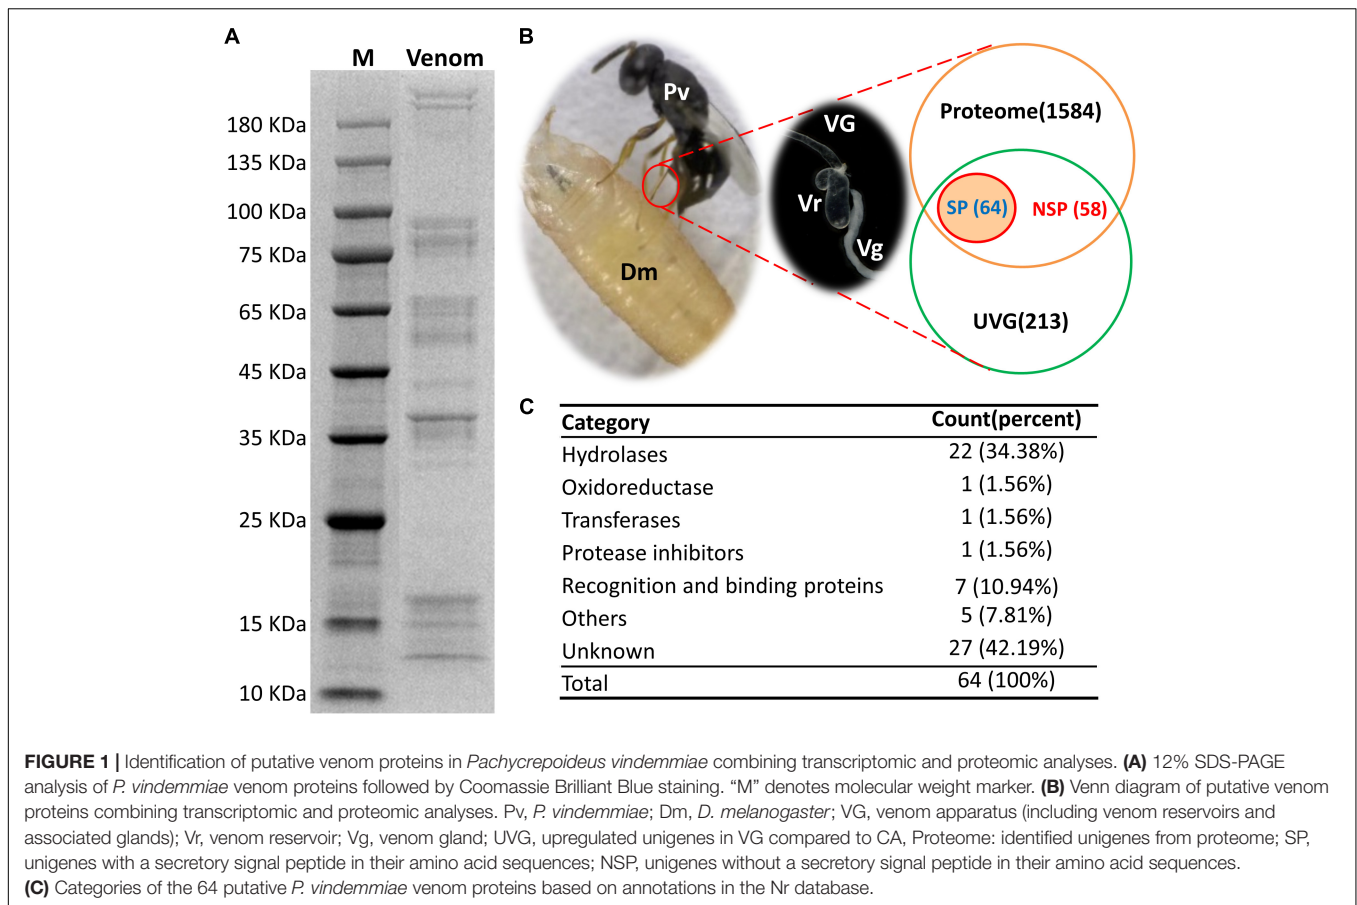 A
M Venom
180 KDa
135 KDa
100 KDa
75 KDa
65 KDa
45 KDa
35 KDa
25 KDa
15 KDa
10 KDa
B
Pv
Dm
VG
Vr
Vg
Proteome(1584)
SP (64) NSP (58)
UVG(213)
C
Category Count(percent)
Hydrolases 22 (34.38%)
Oxidoreductase 1 (1.56%)
Transferases 1 (1.56%)
Protease inhibitors 1 (1.56%)
Recognition and binding proteins 7 (10.94%)
Others 5 (7.81%)
Unknown 27 (42.19%)
Total 64 (100%)
FIGURE 1 | Identification of putative venom proteins in Pachycrepoideus vindemmiae combining transcriptomic and proteomic analyses. (A) 12% SDS-PAGE
analysis of P. vindemmiae venom proteins followed by Coomassie Brilliant Blue staining. “M” denotes molecular weight marker. (B) Venn diagram of putative venom
proteins combining transcriptomic and proteomic analyses. Pv, P. vindemmiae; Dm, D. melanogaster; VG, venom apparatus (including venom reservoirs and
associated glands); Vr, venom reservoir; Vg, venom gland; UVG, upregulated unigenes in VG compared to CA, Proteome: identified unigenes from proteome; SP,
unigenes with a secretory signal peptide in their amino acid sequences; NSP, unigenes without a secretory signal peptide in their amino acid sequences.
(C) Categories of the 64 putative P. vindemmiae venom proteins based on annotations in the Nr database.